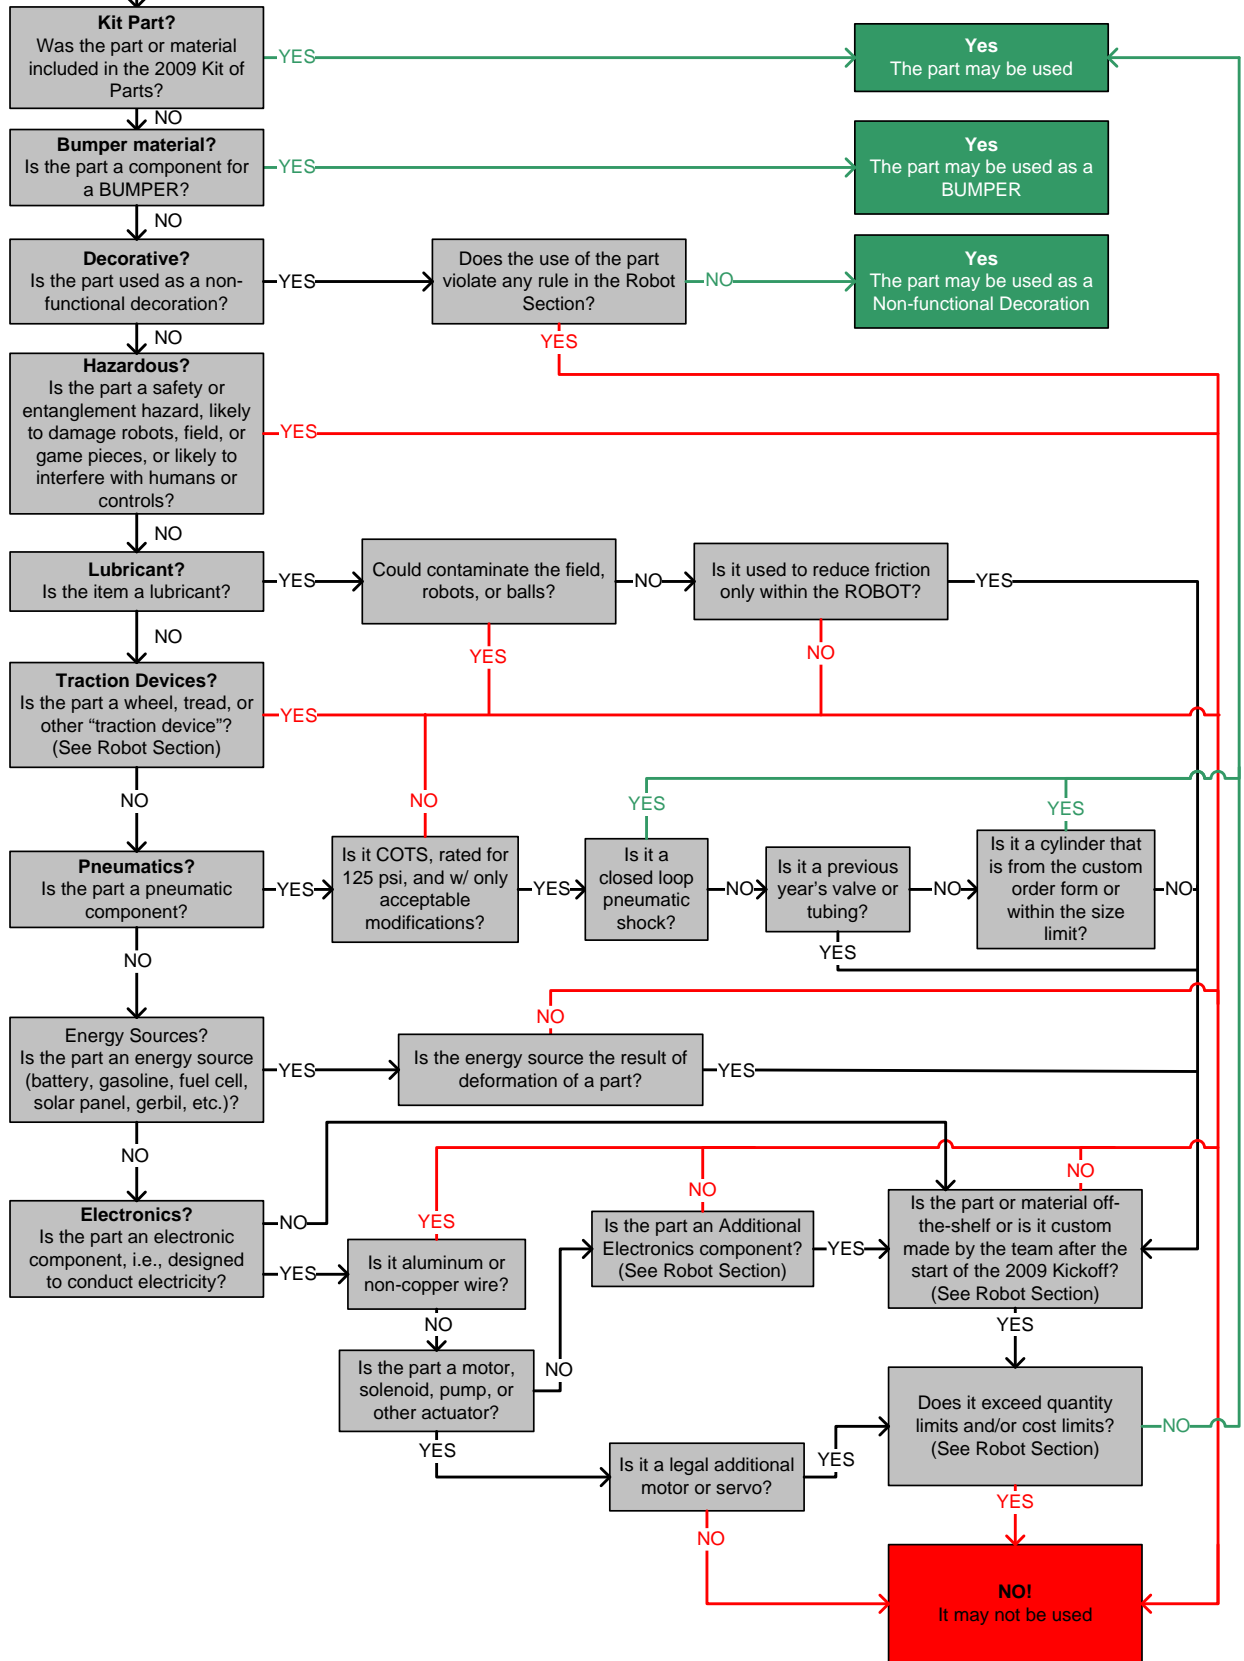 Kit Part?
Was the part or material
included in the 2009 Kit of
Parts?
YES
Yes
The part may be used
NO
Bumper material?
Is the part a component for
a BUMPER?
YES
Yes
The part may be used as a
BUMPER
NO
Decorative?
Is the part used as a non-
functional decoration?
YES
Does the use of the part
violate any rule in the Robot
Section?
NO
Yes
The part may be used as a
Non-functional Decoration
YES
NO
Hazardous?
Is the part a safety or
entanglement hazard, likely
to damage robots, field, or
game pieces, or likely to
interfere with humans or
controls?
YES
NO
Lubricant?
Is the item a lubricant?
YES
Could contaminate the field,
robots, or balls?
NO
Is it used to reduce friction
only within the ROBOT?
YES
YES
NO
NO
Traction Devices?
Is the part a wheel, tread, or
other “traction device”?
(See Robot Section)
YES
NO
NO
YES
YES
Pneumatics?
Is the part a pneumatic
component?
YES
Is it COTS, rated for
125 psi, and w/ only
acceptable
modifications?
YES
Is it a
closed loop
pneumatic
shock?
NO
Is it a previous
year’s valve or
tubing?
NO
Is it a cylinder that
is from the custom
order form or
within the size
limit?
NO
YES
NO
Energy Sources?
Is the part an energy source
(battery, gasoline, fuel cell,
solar panel, gerbil, etc.)?
YES
NO
Is the energy source the result of
deformation of a part?
YES
NO
Electronics?
Is the part an electronic
component, i.e., designed
to conduct electricity?
NO
YES
YES
Is it aluminum or
non-copper wire?
NO
NO
Is the part an Additional
Electronics component?
(See Robot Section)
YES
NO
Is the part or material off-
the-shelf or is it custom
made by the team after the
start of the 2009 Kickoff?
(See Robot Section)
YES
Is the part a motor,
solenoid, pump, or
other actuator?
NO
YES
Is it a legal additional
motor or servo?
YES
Does it exceed quantity
limits and/or cost limits?
(See Robot Section)
NO
NO
YES
NO!
It may not be used